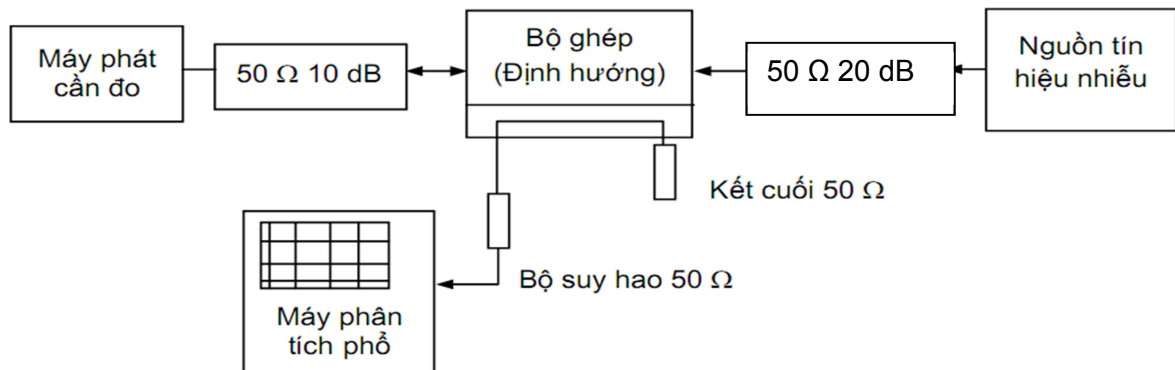 Máy phát
cần đo
50 Ω 10 dB
Bộ ghép
(Định hướng)
50 Ω 20 dB
Nguồn tín
hiệu nhiễu
Kết cuối 50 Ω
Bộ suy hao 50 Ω
Máy phân
tích phổ